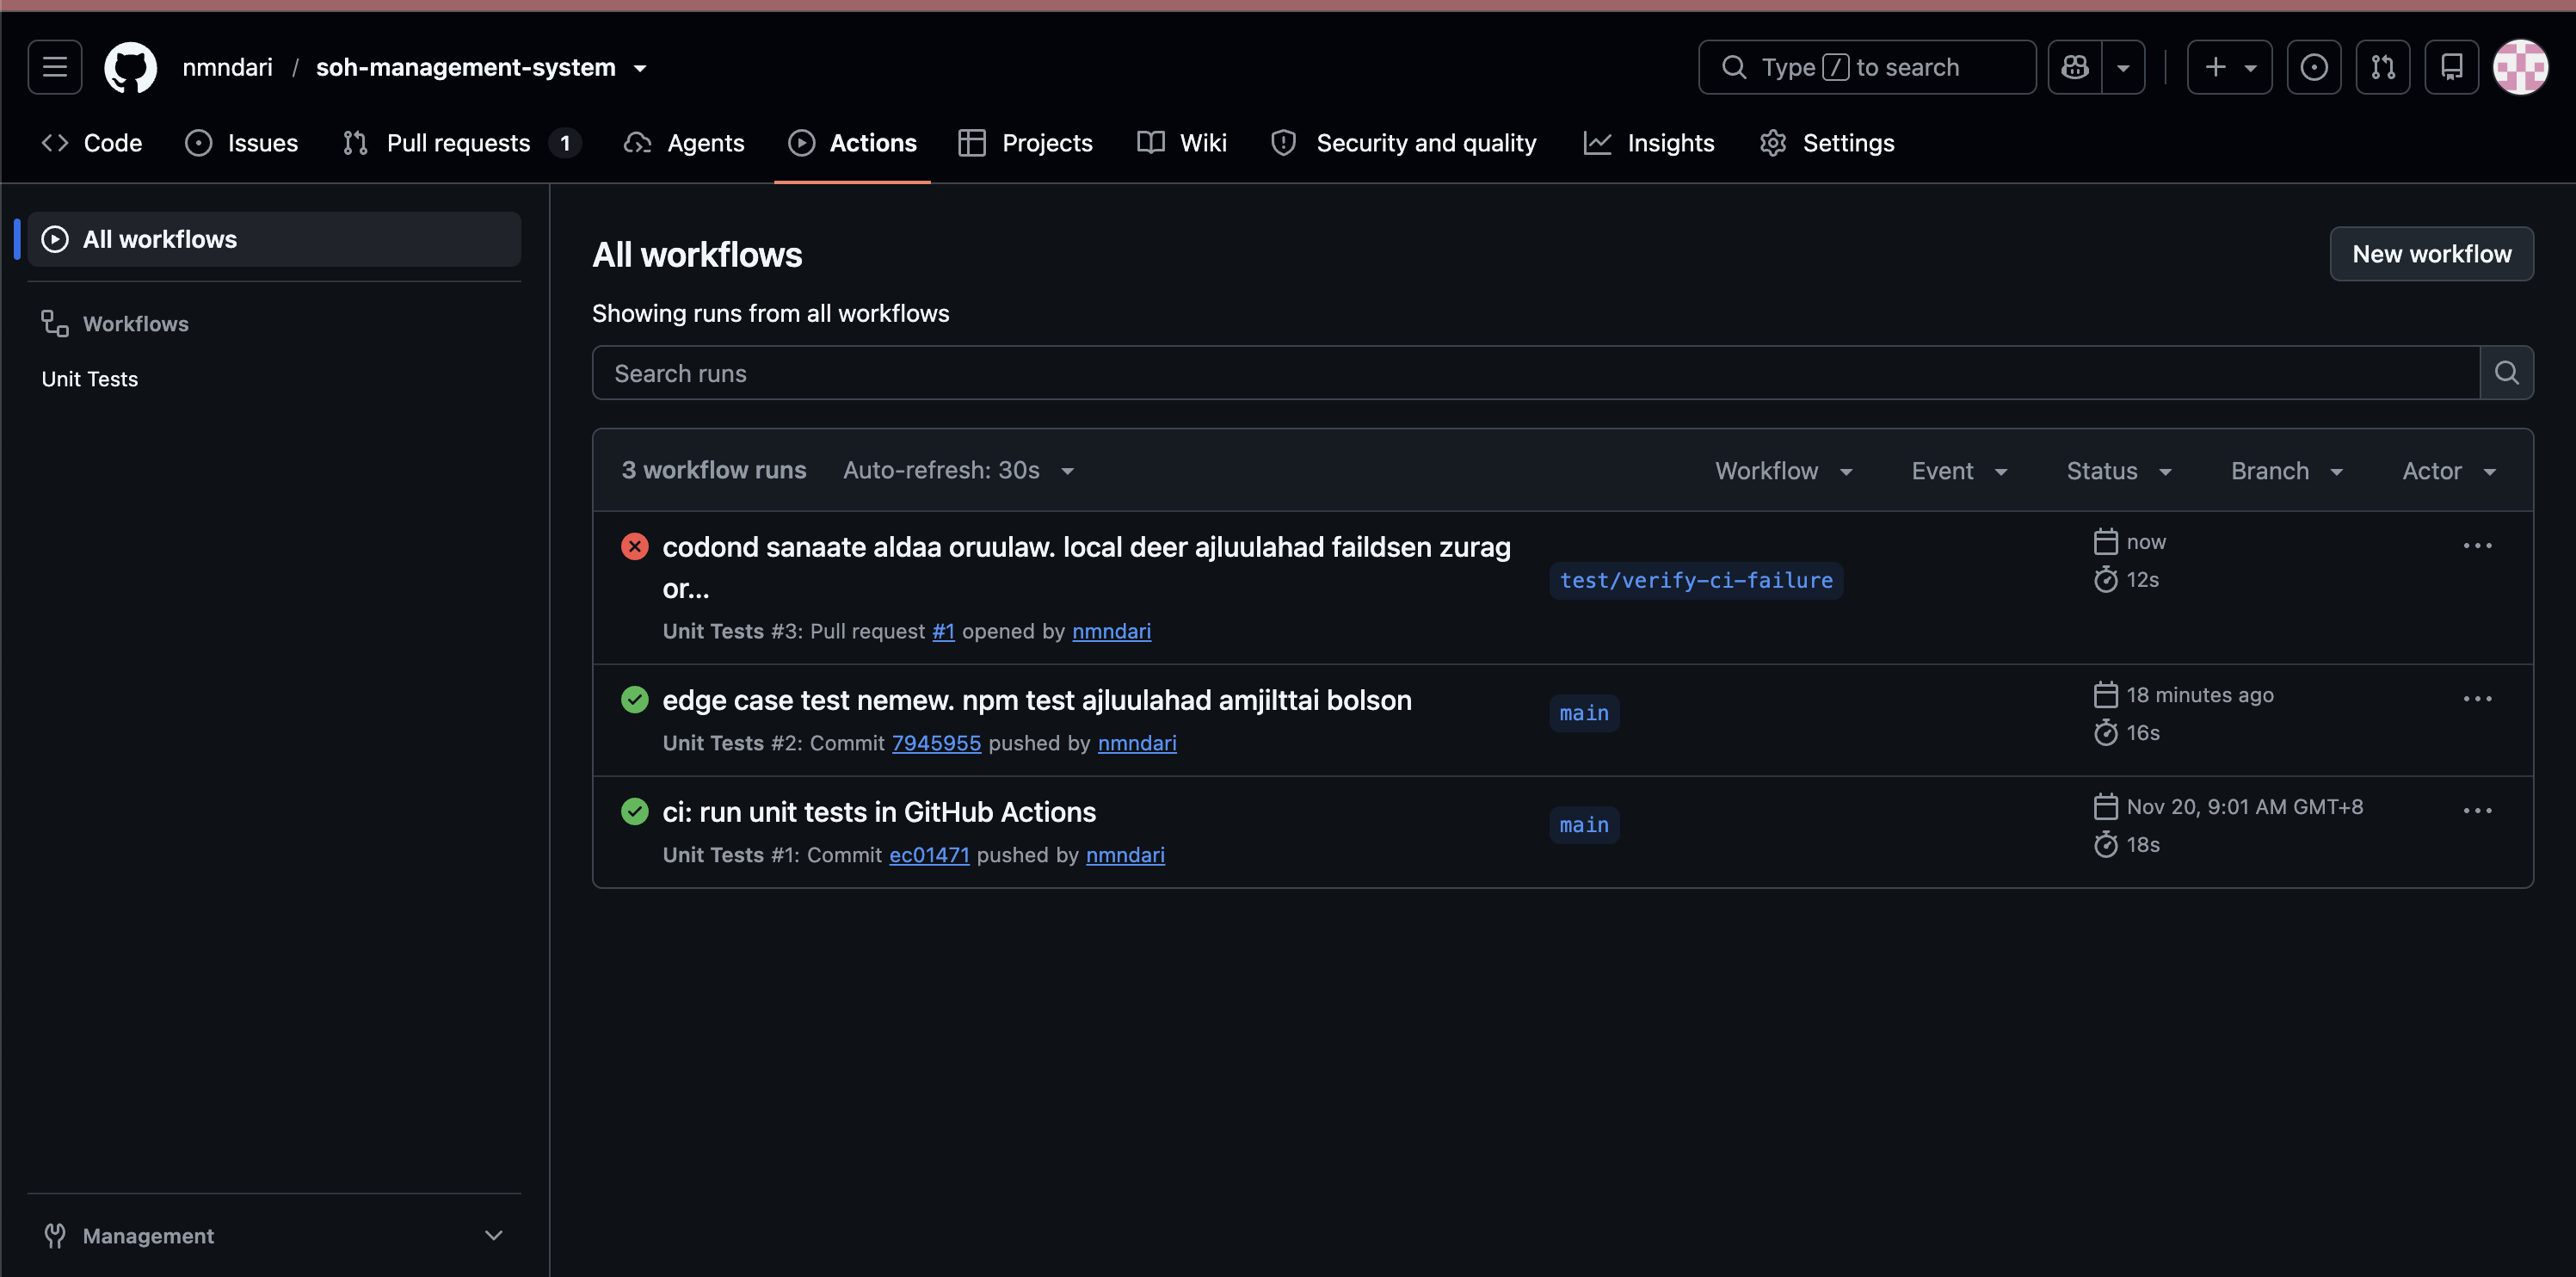 nmndari / soh-management-system
Type / to search
Code
Issues
Pull requests 1
Agents
Actions
Projects
Wiki
Security and quality
Insights
Settings
All workflows
Workflows
Unit Tests
Management
All workflows
New workflow
Showing runs from all workflows
Search runs
3 workflow runs
Auto-refresh: 30s
Workflow
Event
Status
Branch
Actor
codond sanaate aldaa oruulaw. local deer ajluulahad faildsen zurag
or...
Unit Tests #3: Pull request #1 opened by nmndari
test/verify-ci-failure
now
12s
edge case test nemew. npm test ajluulahad amjilttai bolson
Unit Tests #2: Commit 7945955 pushed by nmndari
main
18 minutes ago
16s
ci: run unit tests in GitHub Actions
Unit Tests #1: Commit ec01471 pushed by nmndari
main
Nov 20, 9:01 AM GMT+8
18s